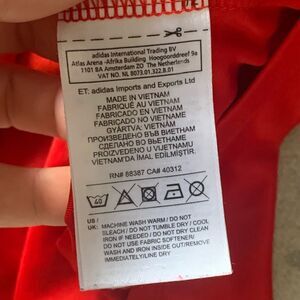 adidas International Trading BV
Atlas Arena -Afrika Building Hoogoorddreef 9a
1101 BA Amsterdam ZO The Netherlands
VAT NO. NL 8073.01.322.B.01
ET: adidas Imports and Exports Ltd
MADE IN VIETNAM
FABRIQUÉ AU VIETNAM
FABRICADO EN VIETNAM
FABRICADO NO VIETNAME
GYÁRTVA: VIETNÁM
ПРОИЗВЕДЕНО ВЪВ ВИЕТНАМ
PROIZVEDENO U VIJETNAMU
VIETNAM'DA İMAL EDİLMİŞTİR.
RN# 88387 CA# 40312
40
US /
UK:
MACHINE WASH WARM / DO NOT
BLEACH / DO NOT TUMBLE DRY / COOL
IRON IF NEEDED / DO NOT DRY CLEAN
DO NOT USE FABRIC SOFTENER/
WASH AND IRON INSIDE OUT/REMOVE
IMMEDIATELY/LINE DRY